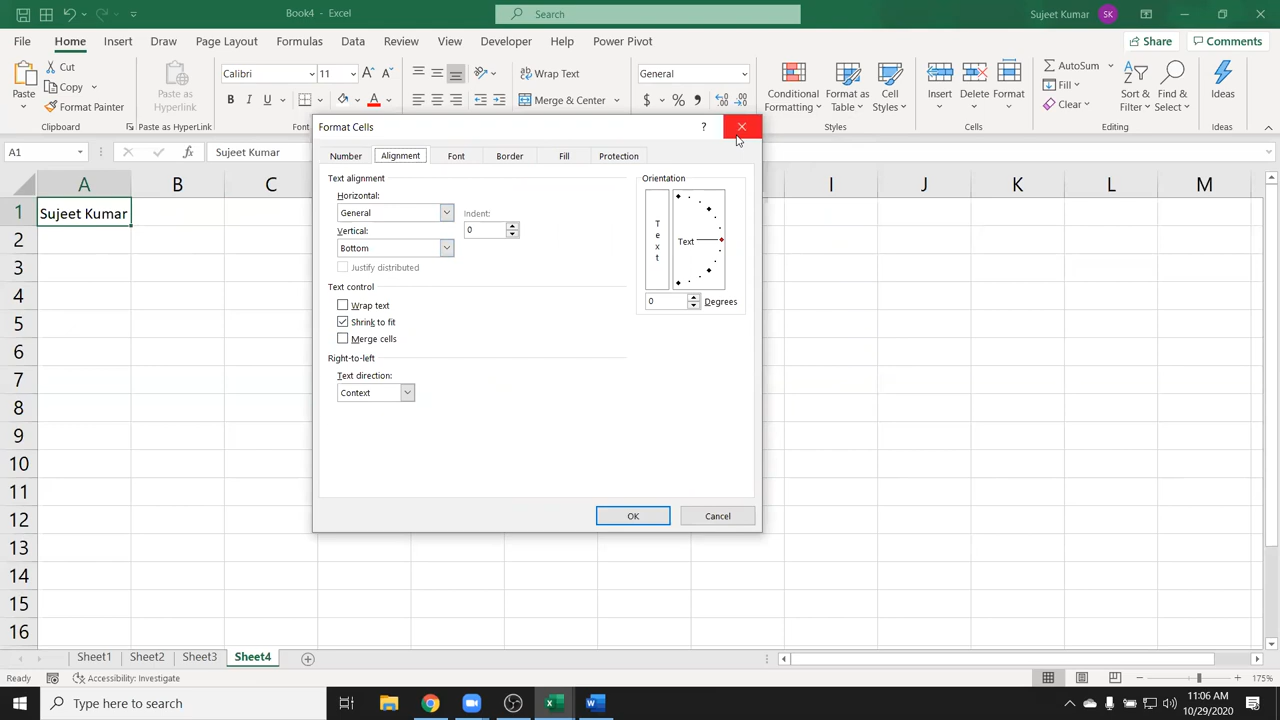 Book4 - Excel
Search
Sujeet Kumar SK
File Home Insert Draw Page Layout Formulas Data Review View Developer Help Power Pivot Share Comments
Paste
Cut
Copy
Format Painter
Clipboard
Paste as Hyperlink
Paste as Hyperlink
Calibri 11
B I U
Font
Wrap Text
Merge & Center
General
$ % ,
Conditional Formatting
Format as Table
Cell Styles
Styles
Insert Delete Format
Cells
AutoSum
Fill
Clear
Sort & Filter
Find & Select
Editing
Ideas
Ideas
A1 fx Sujeet Kumar
A B C I J K L M
1 Sujeet Kumar
2
3
4
5
6
7
8
9
10
11
12
13
14
15
16
Format Cells ?
Number Alignment Font Border Fill Protection
Text alignment
Horizontal:
General
Indent:
0
Vertical:
Bottom
Justify distributed
Text control
Wrap text
Shrink to fit
Merge cells
Right-to-left
Text direction:
Context
Orientation
Text
Text
0 Degrees
OK Cancel
Sheet1 Sheet2 Sheet3 Sheet4
Ready Accessibility: Investigate 175%
Type here to search
11:06 AM
10/29/2020